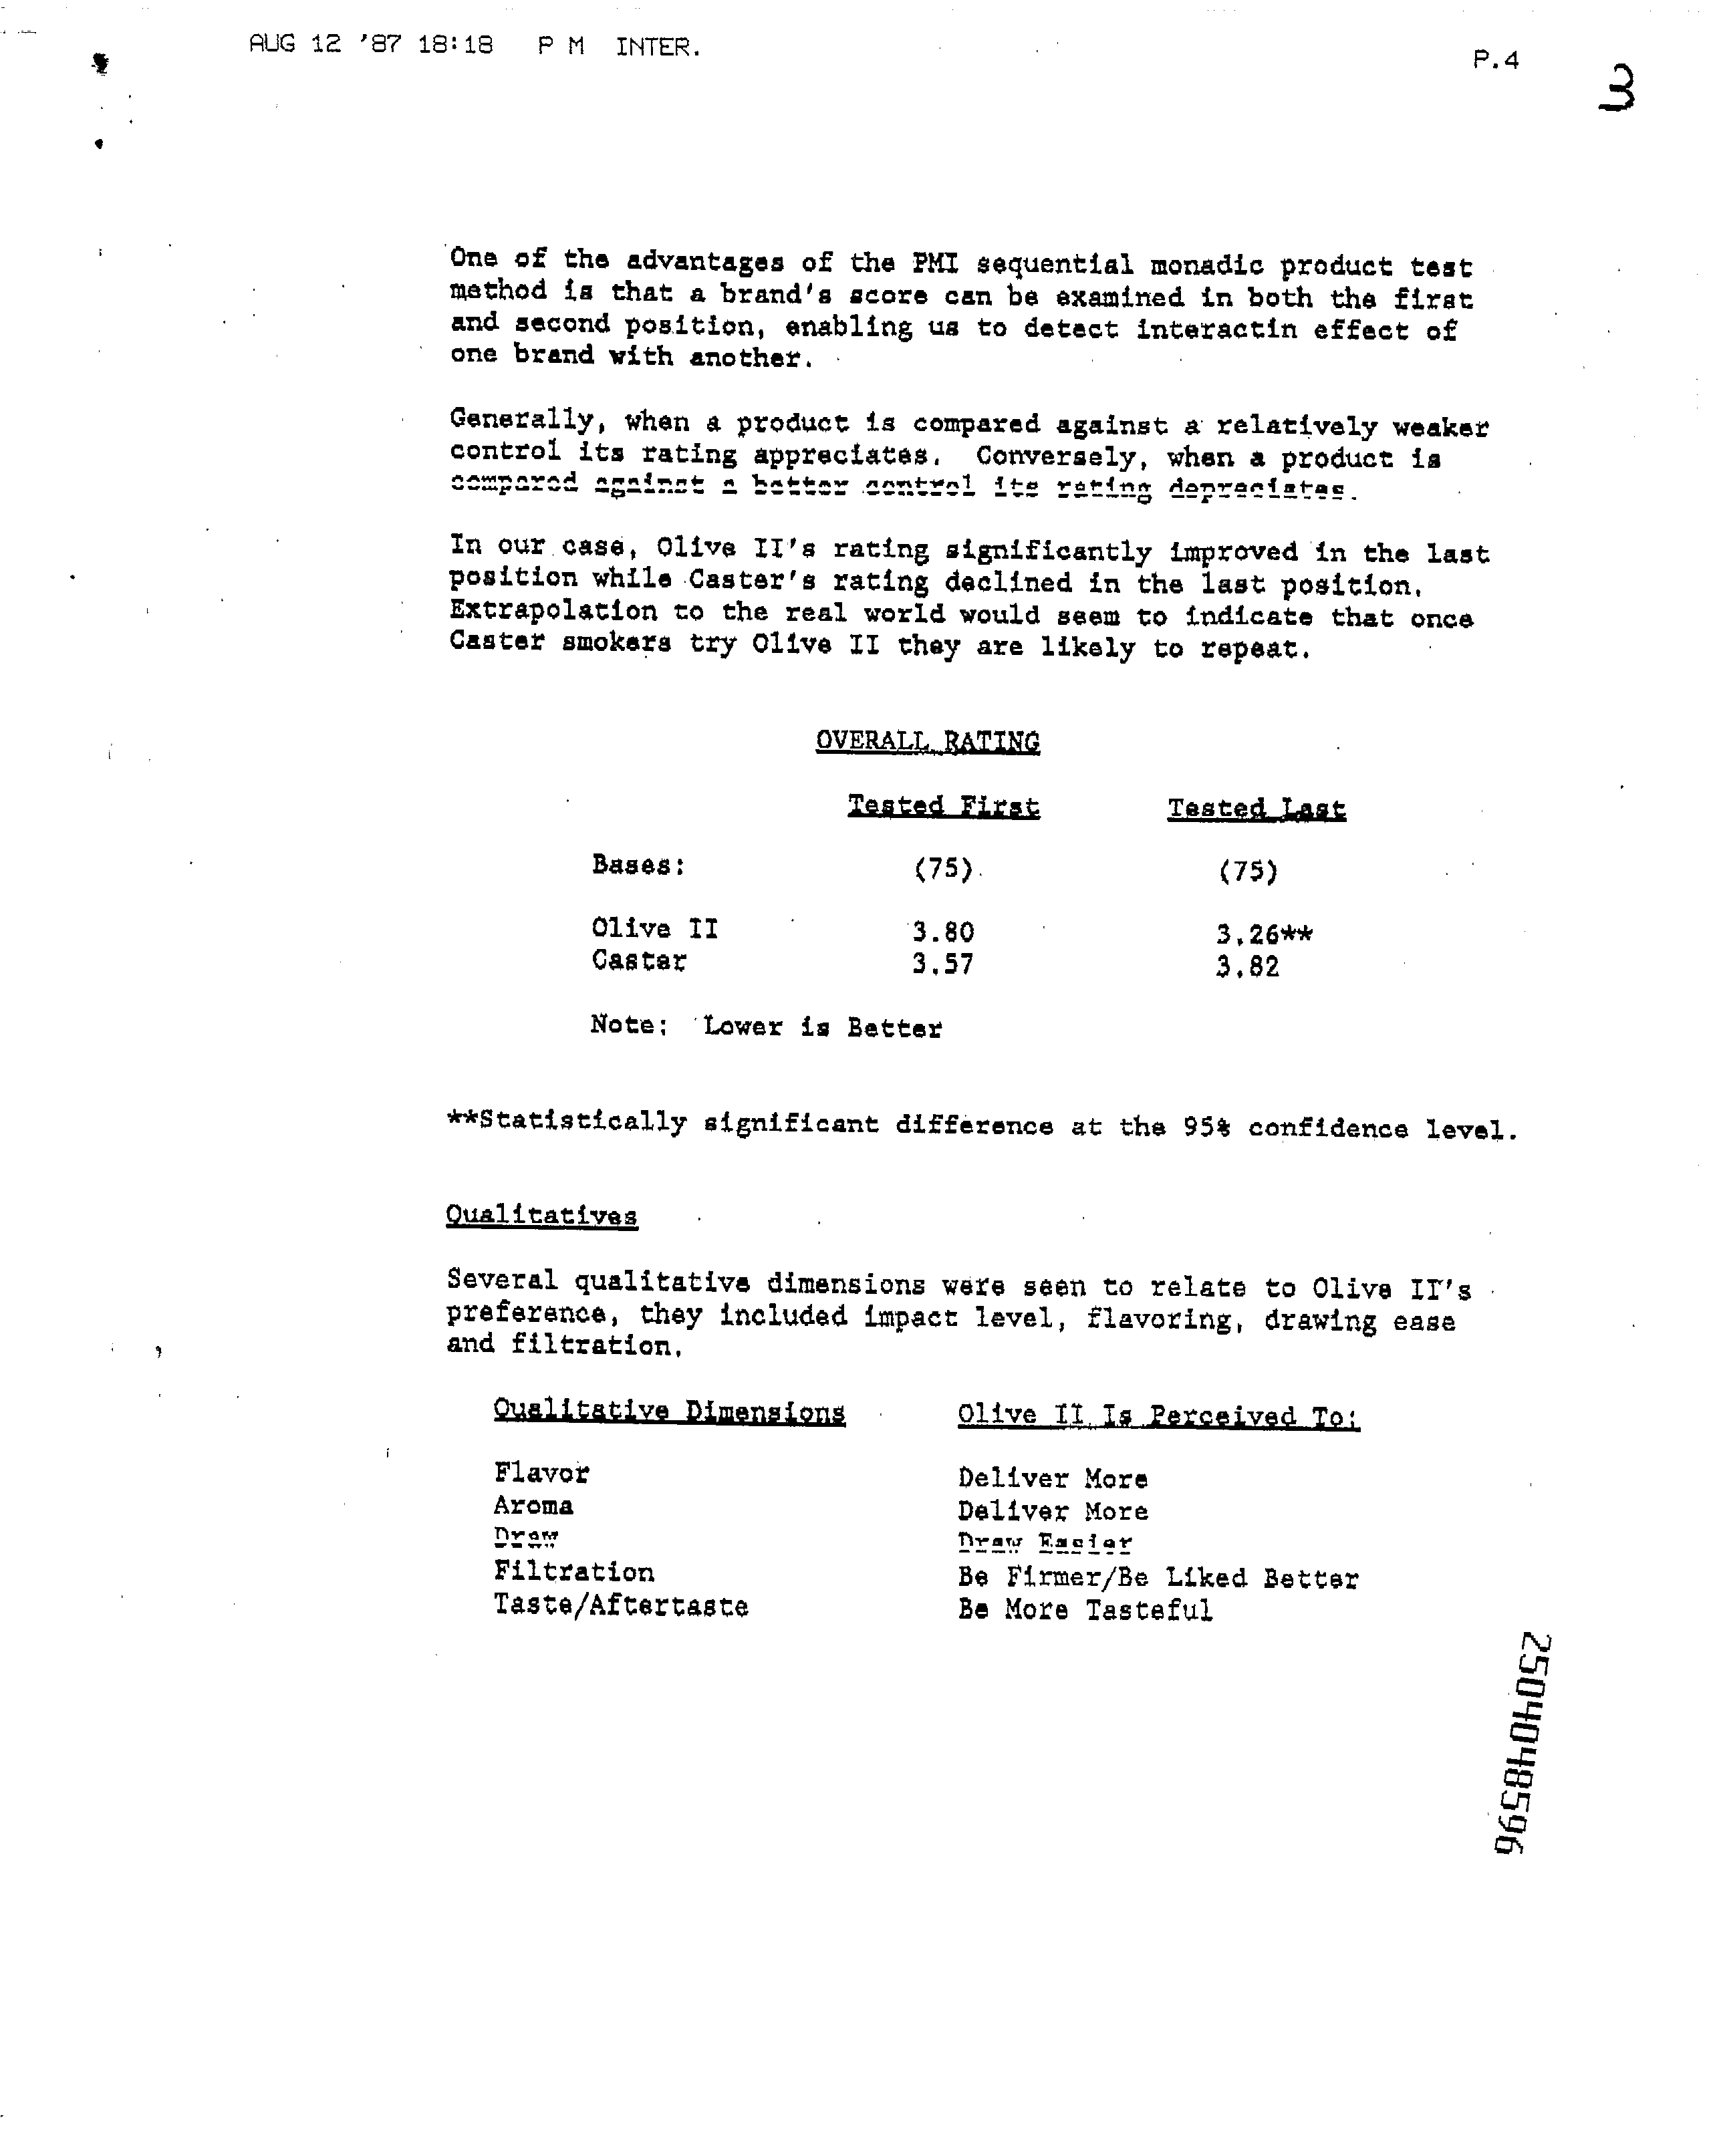 AUG 12 '87 18:18 P M INTER. P.4
3
One of the advantages of the PMI sequential monadic product test
method is that a brand's score can be examined in both the first
and second position, enabling us to detect interactin effect of
one brand with another.
Generally, when a product is compared against a relatively weaker
control its rating appreciates. Conversely, when a product is
compared against a better control its rating depreciates.
In our case, Olive II's rating significantly improved in the last
position while Caster's rating declined in the last position.
Extrapolation to the real world would seem to indicate that once
Caster smokers try Olive II they are likely to repeat.
OVERALL RATING
Tested First Tested Last
Bases: (75) (75)
Olive II 3.80 3.26**
Caster 3.57 3.82
Note: Lower is Better
**Statistically significant difference at the 95% confidence level.
Qualitatives
Several qualitative dimensions were seen to relate to Olive II's
preference, they included impact level, flavoring, drawing ease
and filtration.
Qualitative Dimensions Olive II Is Perceived To:
Flavor Deliver More
Aroma Deliver More
Draw Draw Easier
Filtration Be Firmer/Be Liked Better
Taste/Aftertaste Be More Tasteful
2504048596